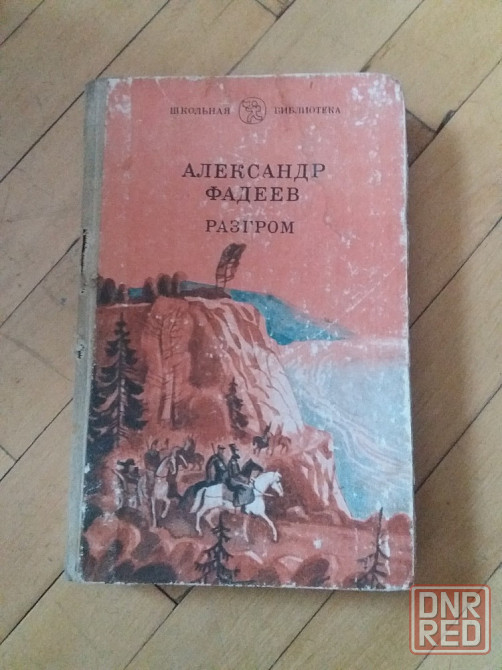 ШКОЛЬНАЯ БИБЛИОТЕКА
АЛЕКСАНДР
ФАДЕЕВ
РАЗГРОМ
DNR
RED